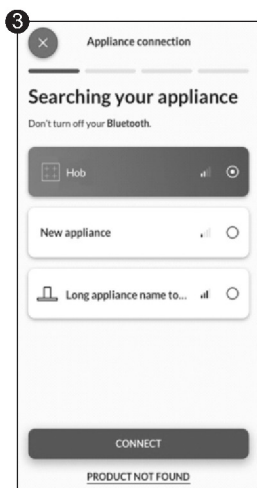 3
Appliance connection
Searching your appliance
Don't turn off your Bluetooth.
Hob
New appliance
Long appliance name to...
CONNECT
PRODUCT NOT FOUND